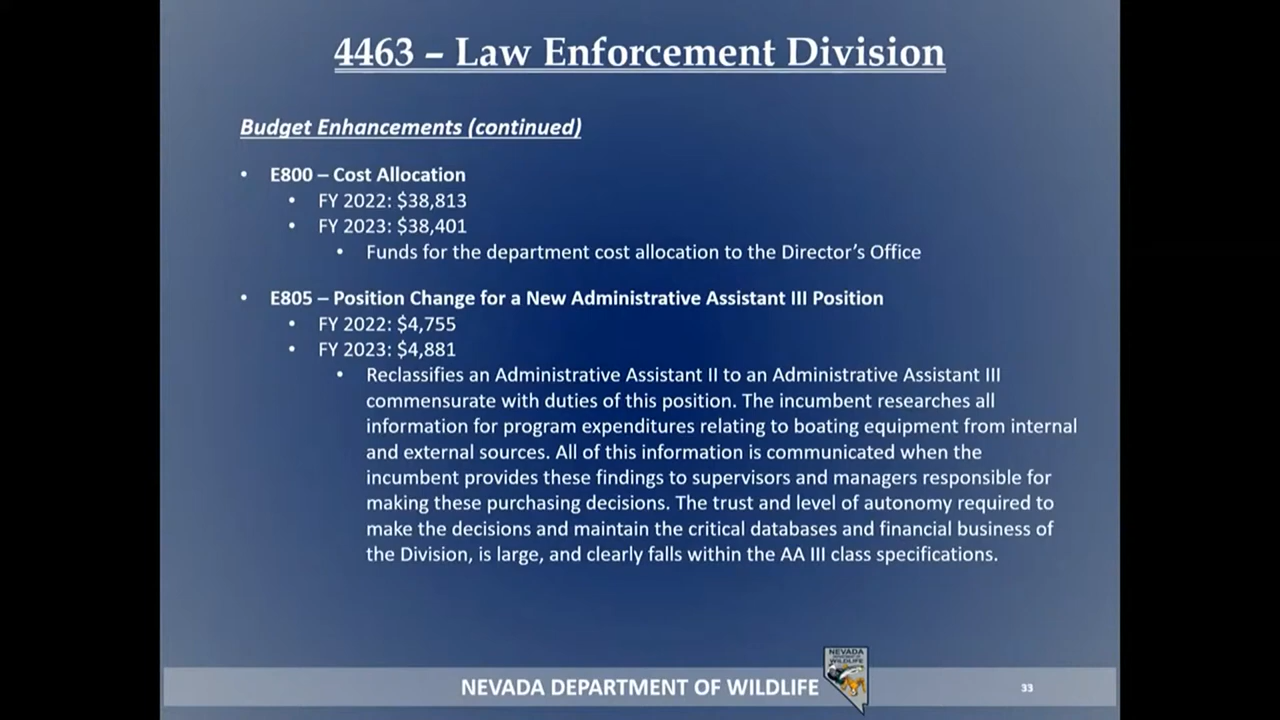 4463 – Law Enforcement Division
Budget Enhancements (continued)
• E800 – Cost Allocation
• FY 2022: $38,813
• FY 2023: $38,401
• Funds for the department cost allocation to the Director’s Office
• E805 – Position Change for a New Administrative Assistant III Position
• FY 2022: $4,755
• FY 2023: $4,881
• Reclassifies an Administrative Assistant II to an Administrative Assistant III
commensurate with duties of this position. The incumbent researches all
information for program expenditures relating to boating equipment from internal
and external sources. All of this information is communicated when the
incumbent provides these findings to supervisors and managers responsible for
making these purchasing decisions. The trust and level of autonomy required to
make the decisions and maintain the critical databases and financial business of
the Division, is large, and clearly falls within the AA III class specifications.
NEVADA DEPARTMENT OF WILDLIFE
NEVADA
DEPARTMENT OF
WILDLIFE
33